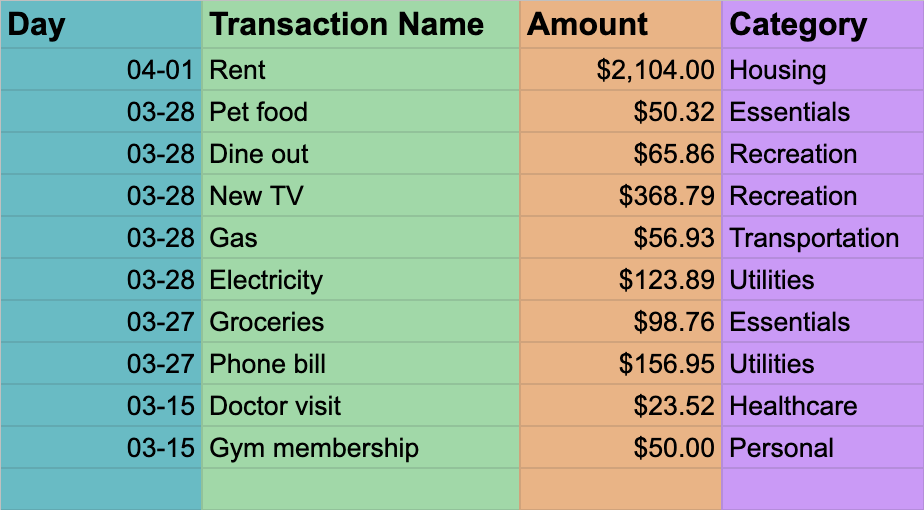 Day Transaction Name Amount Category
04-01 Rent $2,104.00 Housing
03-28 Pet food $50.32 Essentials
03-28 Dine out $65.86 Recreation
03-28 New TV $368.79 Recreation
03-28 Gas $56.93 Transportation
03-28 Electricity $123.89 Utilities
03-27 Groceries $98.76 Essentials
03-27 Phone bill $156.95 Utilities
03-15 Doctor visit $23.52 Healthcare
03-15 Gym membership $50.00 Personal